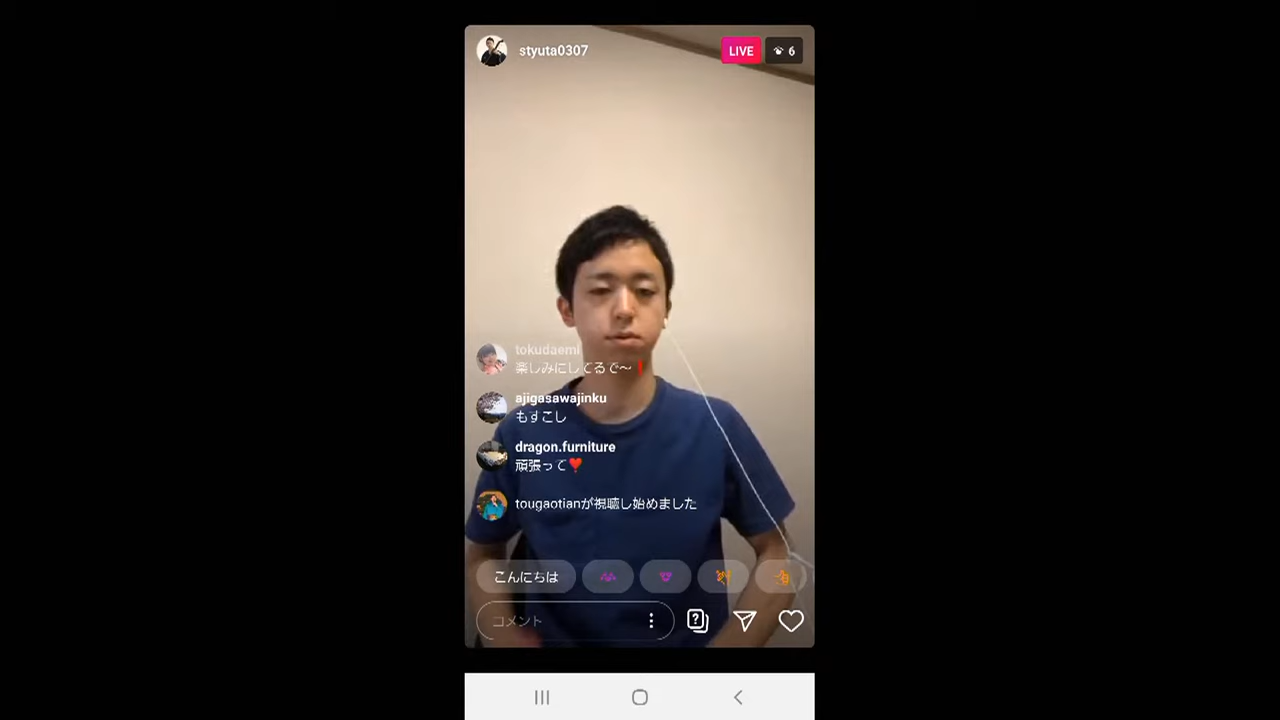 styuta0307
LIVE
6
tokudaemi
楽しみにしてるで〜❗
ajigasawajinku
もすこし
dragon.furniture
頑張って❣️
tougaotianが視聴し始めました
こんにちは
コメント